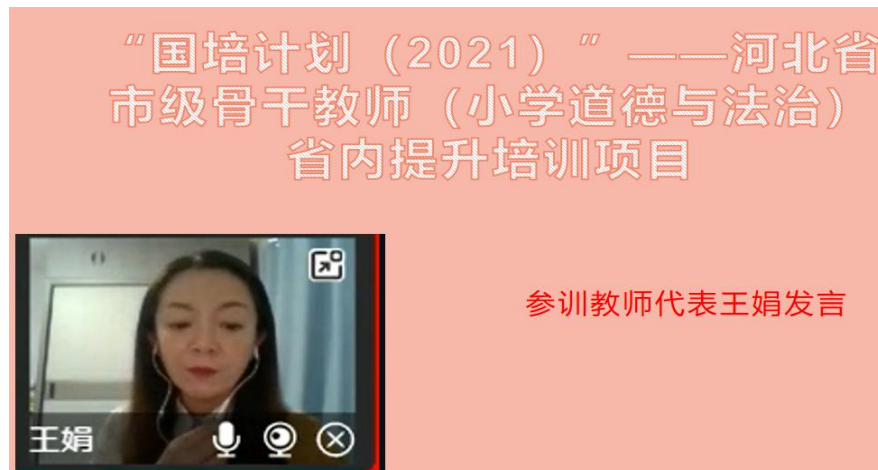 “国培计划（2021）”——河北省
市级骨干教师（小学道德与法治）
省内提升培训项目
参训教师代表王娟发言
王娟